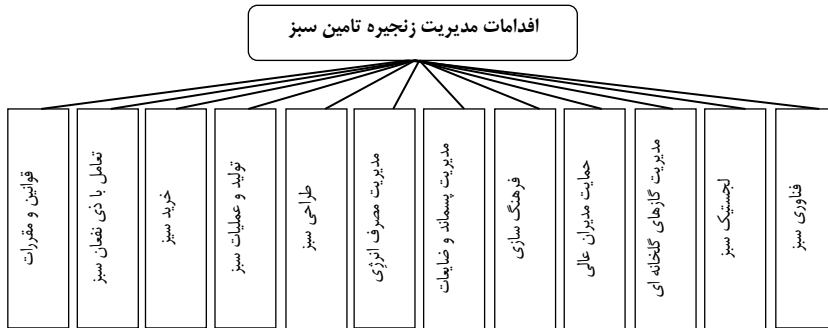 اقدامات مدیریت زنجیره تامین سبز
فناوری سبز
لجستیک سبز
مدیریت گازهای گلخانه ای
حمایت مدیران عالی
فرهنگ سازی
مدیریت پسماند و ضایعات
مدیریت مصرف انرژی
طراحی سبز
تولید و عملیات سبز
خرید سبز
تعامل با ذی نفعان سبز
قوانین و مقررات